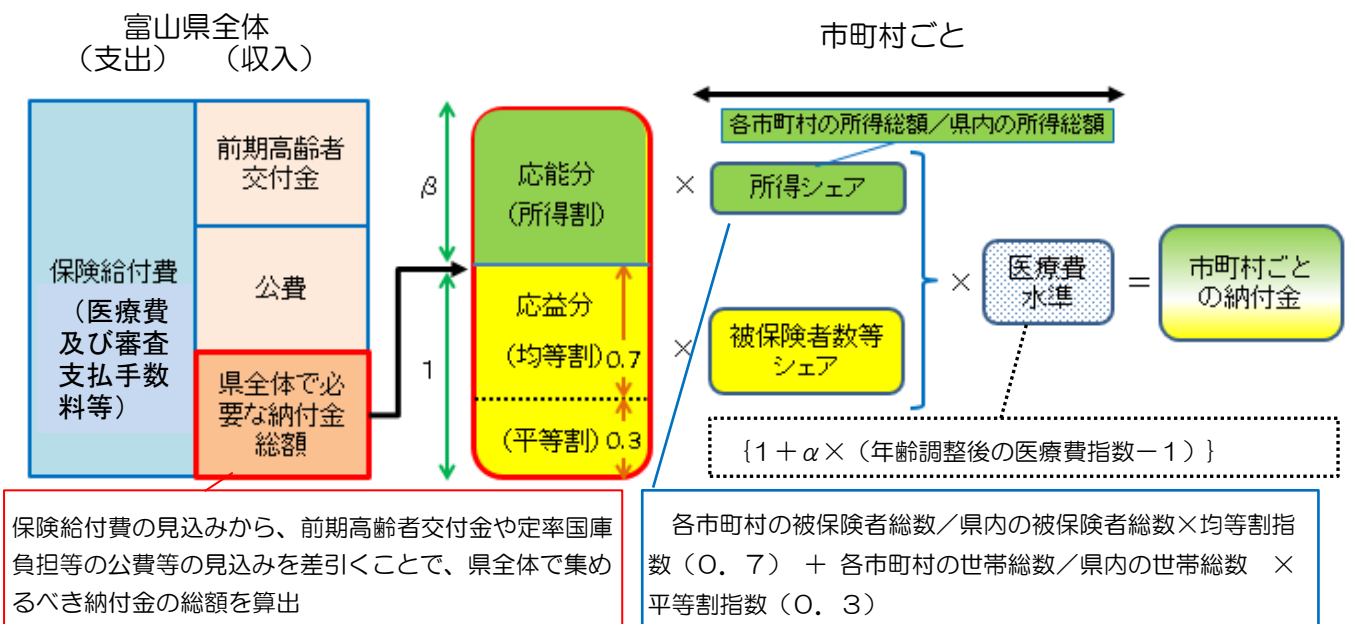 富山県全体
（支出）　（収入）
市町村ごと
保険給付費
（医療費
及び審査
支払手数
料等）
前期高齢者
交付金
公費
県全体で必
要な納付金
総額
β
1
応能分
（所得割）
応益分
（均等割）0.7
（平等割）0.3
各市町村の所得総額／県内の所得総額
×
所得シェア
×
被保険者数等
シェア
×
医療費
水準
＝
市町村ごと
の納付金
｛１＋α×（年齢調整後の医療費指数－１）｝
保険給付費の見込みから、前期高齢者交付金や定率国庫
負担等の公費等の見込みを差引くことで、県全体で集め
るべき納付金の総額を算出
各市町村の被保険者総数／県内の被保険者総数×均等割指
数（０．７）　＋　各市町村の世帯総数／県内の世帯総数　×
平等割指数（０．３）